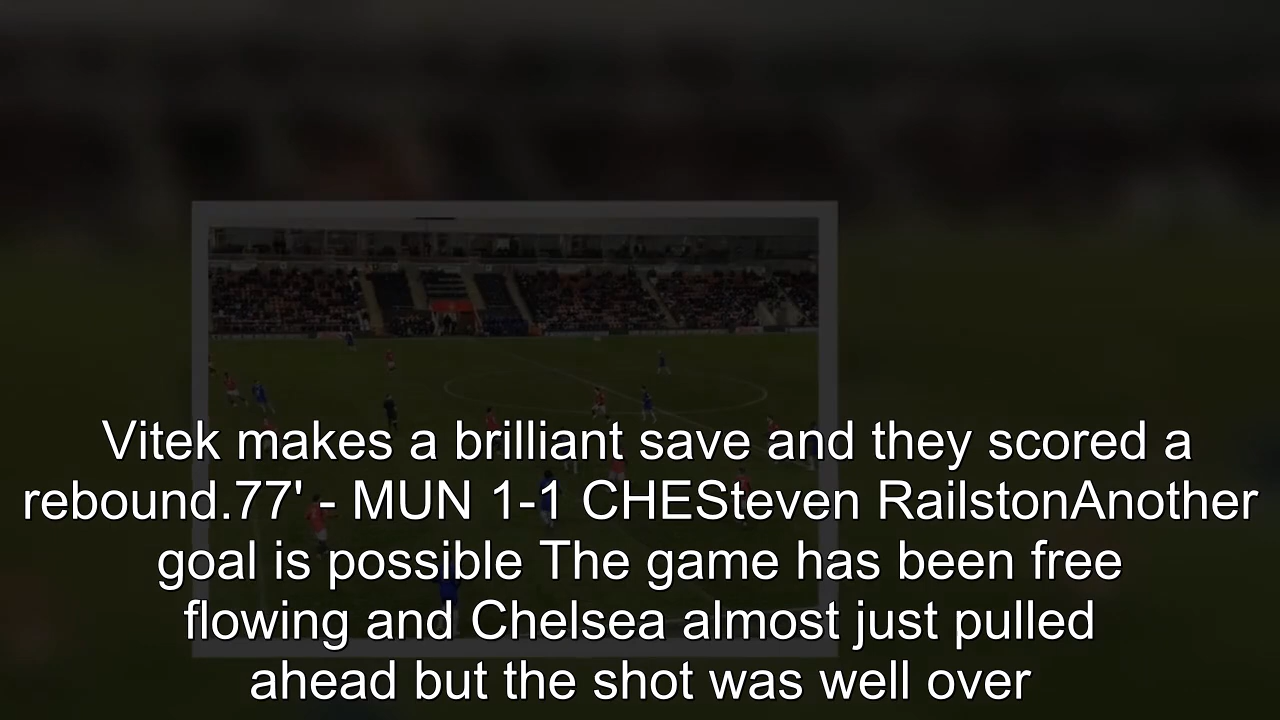 Vitek makes a brilliant save and they scored a
rebound.77' - MUN 1-1 CHESteven RailstonAnother
goal is possible The game has been free
flowing and Chelsea almost just pulled
ahead but the shot was well over